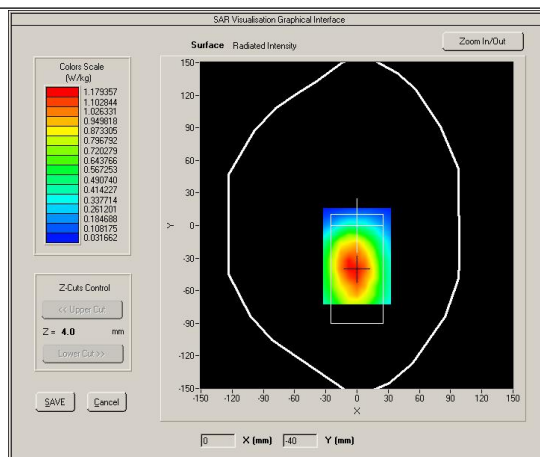 SAR Visualisation Graphical Interface
Surface Radiated Intensity
Zoom In/Out
Colors Scale
(W/kg)
1.179357
1.102844
1.026331
0.949818
0.873305
0.796792
0.720279
0.643766
0.567253
0.490740
0.414227
0.337714
0.261201
0.184688
0.108175
0.031662
Z-Cuts Control
<< Upper Cut
Z = 4.0 mm
Lower Cut >>
SAVE Cancel
150
120
90
60
30
0
-30
-60
-90
-120
-150
Y
-150 -120 -90 -60 -30 0 30 60 90 120 150
X
0 X (mm) -40 Y (mm)